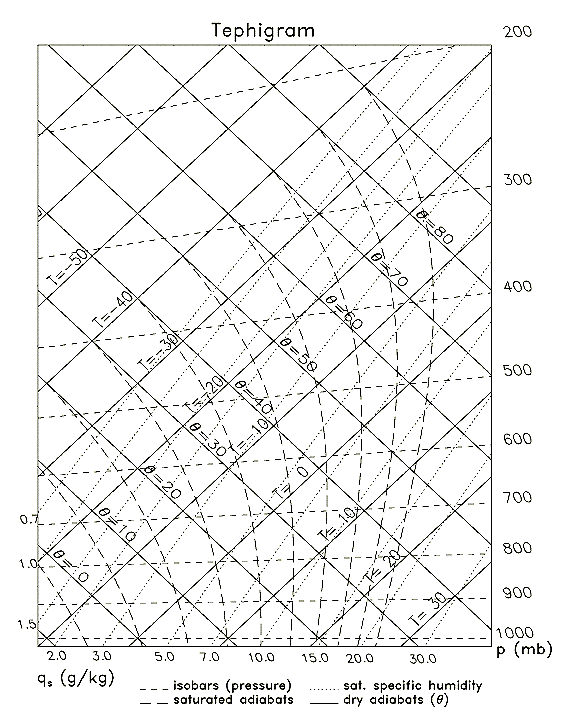 Tephigram
200
300
θ=80
T=-50
θ=70
400
T=-40
θ=60
T=-30
θ=50
500
T=-20
θ=40
T=-10
θ=30
600
T= 0
θ=20
700
0.7
θ=10
T= 10
800
1.0
θ= 0
T= 20
900
T= 30
1.5
1000
2.0 3.0 5.0 7.0 10.0 15.0 20.0 30.0 p (mb)
qs (g/kg)
isobars (pressure) sat. specific humidity
saturated adiabats dry adiabats (θ)